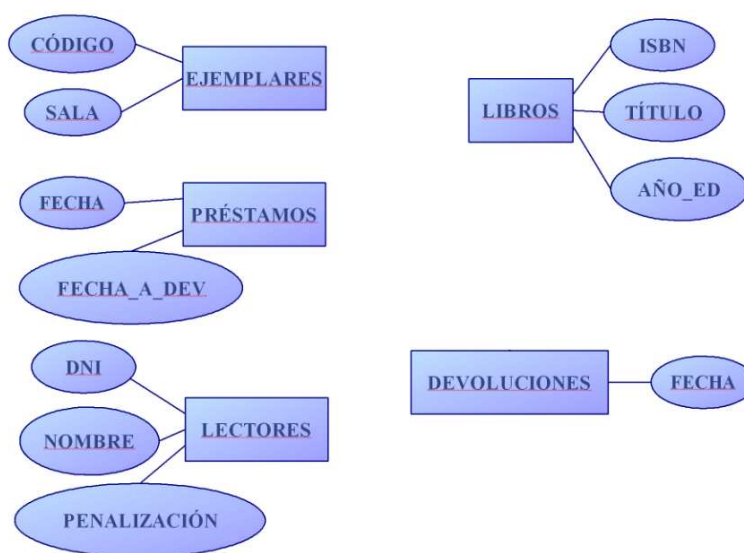 CÓDIGO
EJEMPLARES
SALA
FECHA
PRÉSTAMOS
FECHA_A_DEV
DNI
NOMBRE
LECTORES
PENALIZACIÓN
ISBN
LIBROS
TÍTULO
AÑO_ED
DEVOLUCIONES
FECHA